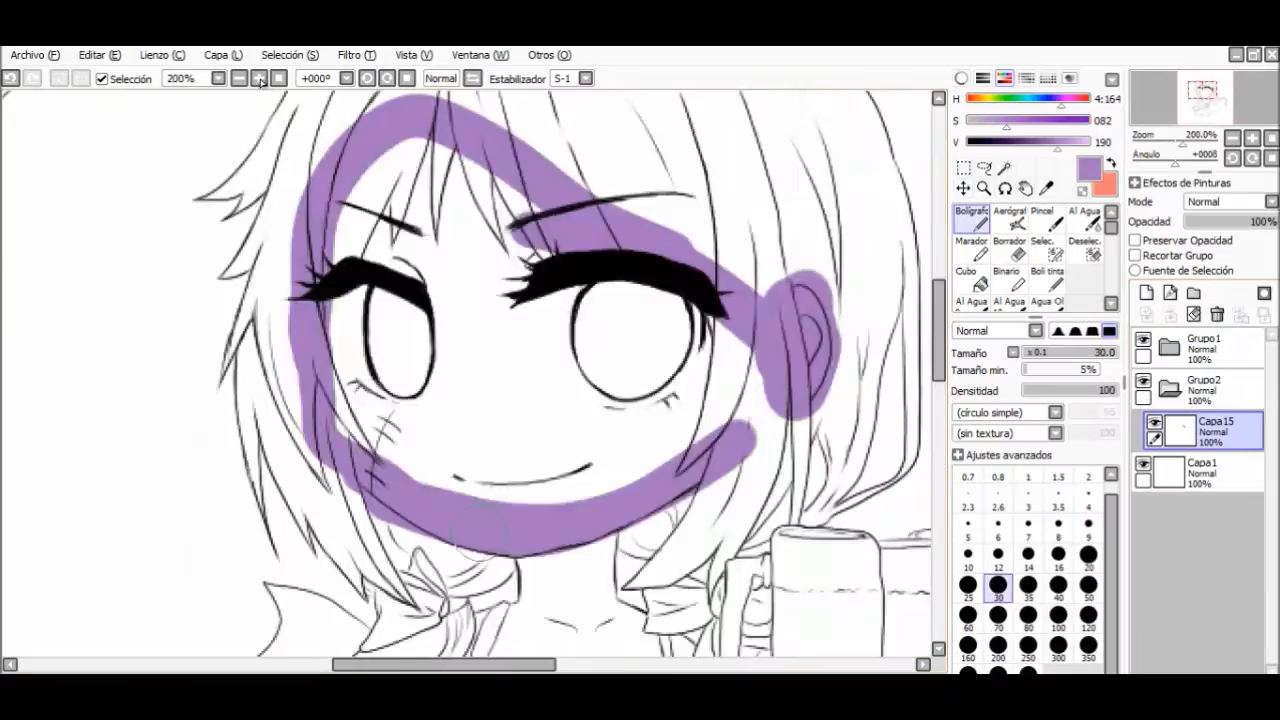 Archivo (F) Editar (E) Lienzo (C) Capa (L) Selección (S) Filtro (T) Vista (V) Ventana (W) Otros (O)
Selección 200% +000º Normal Estabilizador S-1
H 4:164
S 082
V 190
Zoom 200.0%
Ángulo +000ß
Efectos de Pinturas
Mode Normal
Opacidad 100%
Preservar Opacidad
Recortar Grupo
Fuente de Selección
Bolígrafo Aerógraf Pincel Al Agua
Marador Borrador Selec. Deselec.
Cubo Binario Boli tinta
Al Agua Al Agua Agua Ol
Normal
Tamaño x 0.1 30.0
Tamaño min. 5%
Densitidad 100
(círculo simple)
(sin textura)
Ajustes avanzados
0.7 0.8 1 1.5 2
2.3 2.6 3 3.5 4
5 6 7 8 9
10 12 14 16 20
25 30 35 40 50
60 70 80 100 120
160 200 250 300 350
Grupo1
Normal
100%
Grupo2
Normal
100%
Capa15
Normal
100%
Capa1
Normal
100%